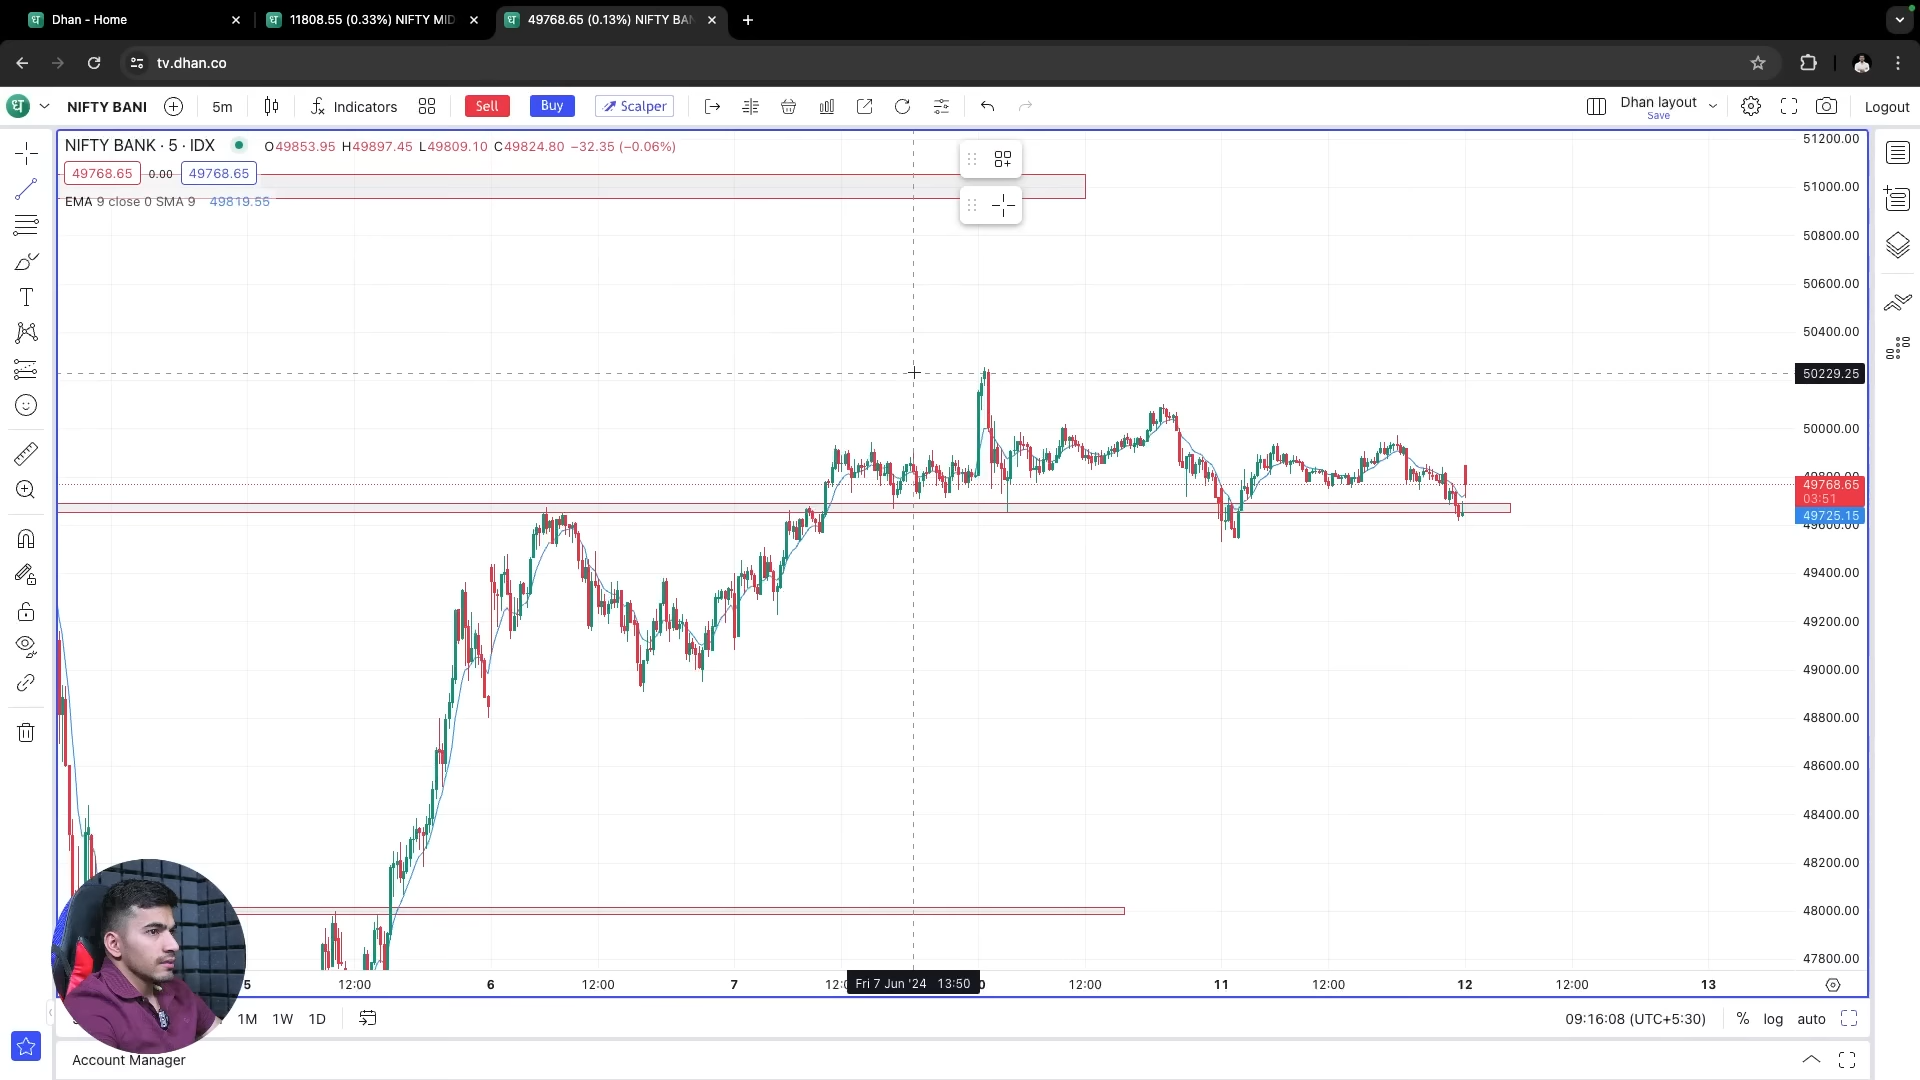 Dhan - Home
11808.55 (0.33%) NIFTY MID
49768.65 (0.13%) NIFTY BAN
tv.dhan.co
NIFTY BANI
5m
Indicators
Sell
Buy
Scalper
Dhan layout
Save
Logout
NIFTY BANK · 5 · IDX
O49853.95 H49897.45 L49809.10 C49824.80 −32.35 (−0.06%)
49768.65
0.00
49768.65
EMA 9 close 0 SMA 9 49819.56
51200.00
51000.00
50800.00
50600.00
50400.00
50229.25
50000.00
49768.65
03:51
49725.15
49400.00
49200.00
49000.00
48800.00
48600.00
48400.00
48200.00
48000.00
47800.00
5
12:00
6
12:00
7
Fri 7 Jun '24 13:50
12:00
11
12:00
12
12:00
13
1M
1W
1D
09:16:08 (UTC+5:30)
%
log
auto
Account Manager